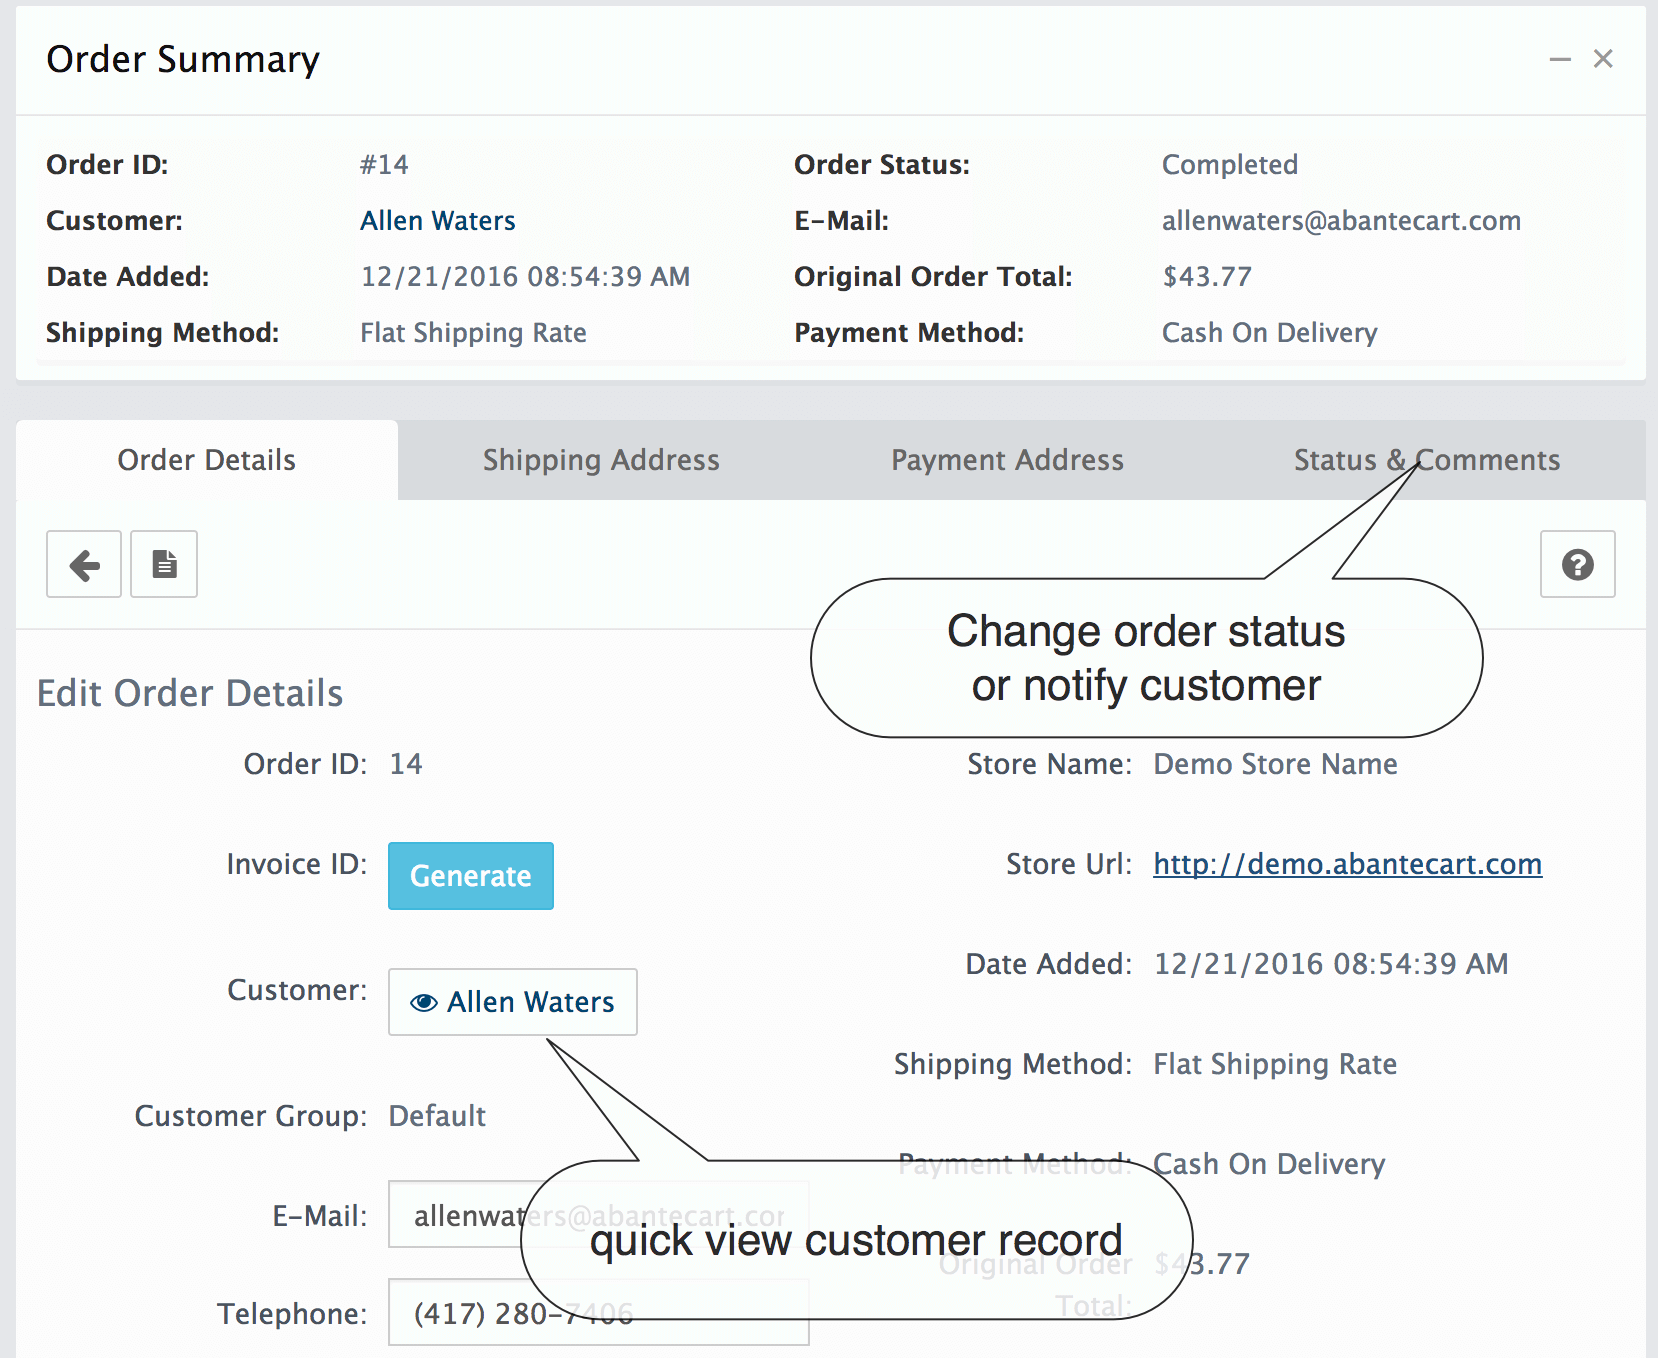 Order Summary
Order ID: #14 Order Status: Completed
Customer: Allen Waters E-Mail: allenwaters@abantecart.com
Date Added: 12/21/2016 08:54:39 AM Original Order Total: $43.77
Shipping Method: Flat Shipping Rate Payment Method: Cash On Delivery
Order Details Shipping Address Payment Address Status & Comments
Change order status
or notify customer
Edit Order Details
Order ID: 14 Store Name: Demo Store Name
Invoice ID: Generate Store Url: http://demo.abantecart.com
Customer: Allen Waters Date Added: 12/21/2016 08:54:39 AM
Shipping Method: Flat Shipping Rate
Customer Group: Default
Payment Method: Cash On Delivery
E-Mail: allenwaters@abantecart.cor
quick view customer record
Original Order $43.77
Total:
Telephone: (417) 280-7406